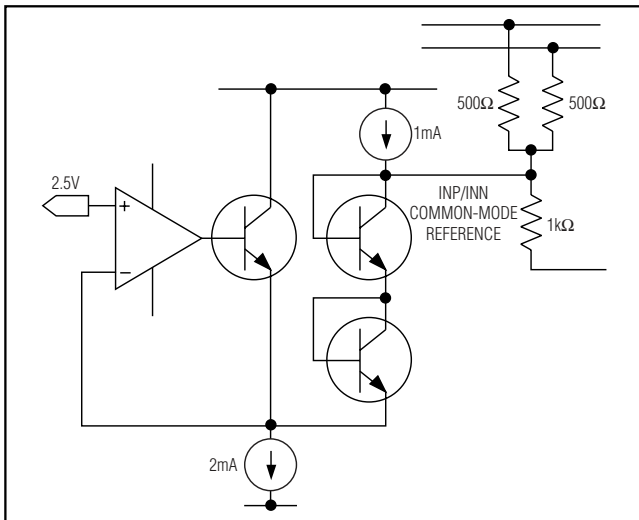 500Ω
500Ω
1mA
2.5V
+
−
INP/INN
COMMON-MODE
REFERENCE
1kΩ
2mA